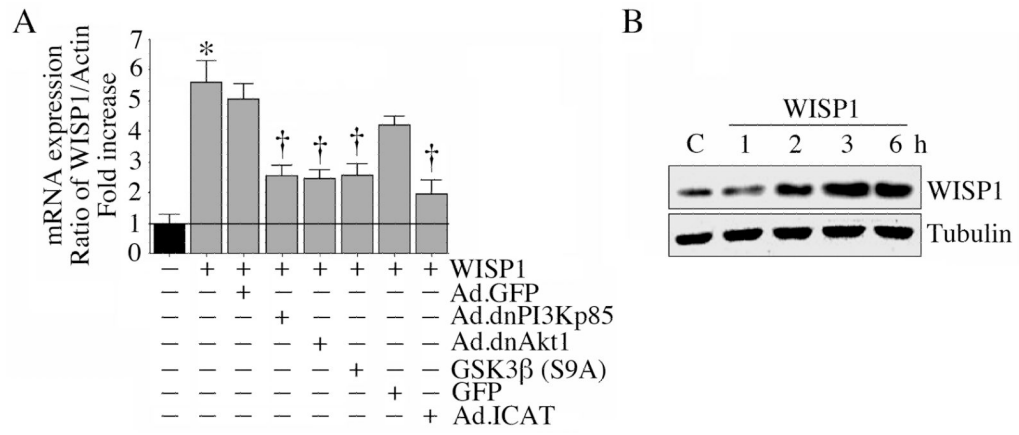 A
mRNA expression
Ratio of WISP1/Actin
Fold increase
7
6
5
4
3
2
1
0
*
† † † †
– + + + + + + + WISP1
– – + – – – – – Ad.GFP
– – – + – – – – Ad.dnPI3Kp85
– – – – + – – – Ad.dnAkt1
– – – – – + – – GSK3β (S9A)
– – – – – – + – GFP
– – – – – – – + Ad.ICAT
B
WISP1
C 1 2 3 6 h
WISP1
Tubulin